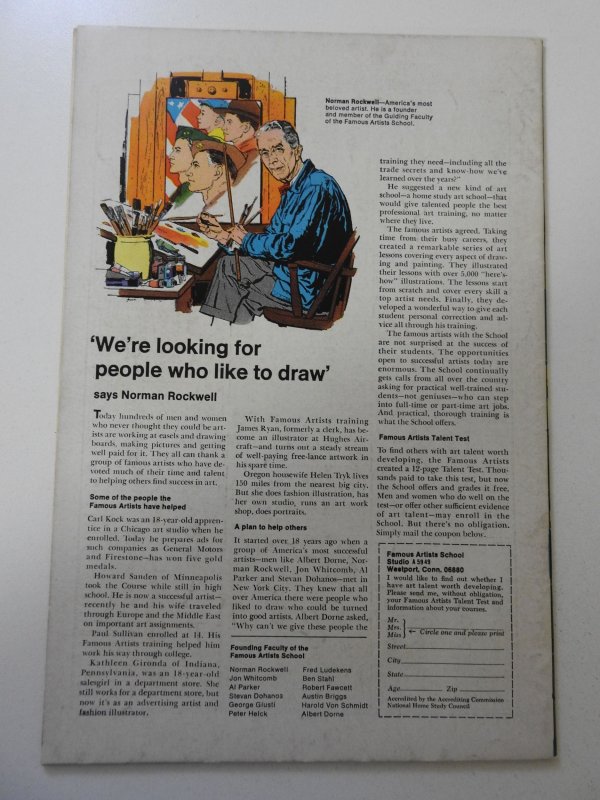 Norman Rockwell—America's most
beloved artist. He is a founder
and member of the Guiding Faculty
of the Famous Artists School.
'We're looking for
people who like to draw'
says Norman Rockwell
Today hundreds of men and women
who never thought they could be art-
ists are working at easels and drawing
boards, making pictures and getting
well paid for it. They all can thank a
group of famous artists who have de-
voted much of their time and talent
to helping others find success in art.
Some of the people the
Famous Artists have helped
Carl Kock was an 18-year-old appren-
tice in a Chicago art studio when he
enrolled. Today he prepares ads for
such companies as General Motors
and Firestone—has won five gold
medals.
Howard Sanden of Minneapolis
took the Course while still in high
school. He is now a successful artist—
recently he and his wife traveled
through Europe and the Middle East
on important art assignments.
Paul Sullivan enrolled at 14. His
Famous Artists training helped him
work his way through college.
Kathleen Gironda of Indiana,
Pennsylvania, was an 18-year-old
salesgirl in a department store. She
still works for a department store, but
now it's as an advertising artist and
fashion illustrator.
With Famous Artists training
James Ryan, formerly a clerk, has be-
come an illustrator at Hughes Air-
craft—and turns out a steady stream
of well-paying free-lance artwork in
his spare time.
Oregon housewife Helen Tryk lives
150 miles from the nearest big city.
But she does fashion illustration, has
her own studio, runs an art work
shop, does portraits.
A plan to help others
It started over 18 years ago when a
group of America's most successful
artists—men like Albert Dorne, Nor-
man Rockwell, Jon Whitcomb, Al
Parker and Stevan Dohanos—met in
New York City. They knew that all
over America there were people who
liked to draw who could be turned
into good artists. Albert Dorne asked,
"Why can't we give these people the
Founding Faculty of the
Famous Artists School
Norman Rockwell
Jon Whitcomb
Al Parker
Stevan Dohanos
George Giusti
Peter Helck
Fred Ludekens
Ben Stahl
Robert Fawcett
Austin Briggs
Harold Von Schmidt
Albert Dorne
training they need—including all the
trade secrets and know-how we've
learned over the years?"
He suggested a new kind of art
school—a home study art school—that
would give talented people the best
professional art training, no matter
where they live.
The famous artists agreed. Taking
time from their busy careers, they
created a remarkable series of art
lessons covering every aspect of draw-
ing and painting. They illustrated
their lessons with over 5,000 "here's-
how" illustrations. The lessons start
from scratch and cover every skill a
top artist needs. Finally, they de-
veloped a wonderful way to give each
student personal correction and ad-
vice all through his training.
The famous artists with the School
are not surprised at the success of
their students. The opportunities
open to successful artists today are
enormous. The School continually
gets calls from all over the country
asking for practical well-trained stu-
dents—not geniuses—who can step
into full-time or part-time art jobs.
And practical, thorough training is
what the School offers.
Famous Artists Talent Test
To find others with art talent worth
developing, the Famous Artists
created a 12-page Talent Test. Thou-
sands paid to take this test, but now
the School offers and grades it free.
Men and women who do well on the
test—or offer other sufficient evidence
of art talent—may enroll in the
School. But there's no obligation.
Simply mail the coupon below.
Famous Artists School
Studio A5949
Westport, Conn. 06880
I would like to find out whether I
have art talent worth developing.
Please send me, without obligation,
your Famous Artists Talent Test and
information about your courses.
Mr.
Mrs.
Miss ← Circle one and please print
Street
City
State
Age Zip
Accredited by the Accrediting Commission
National Home Study Council